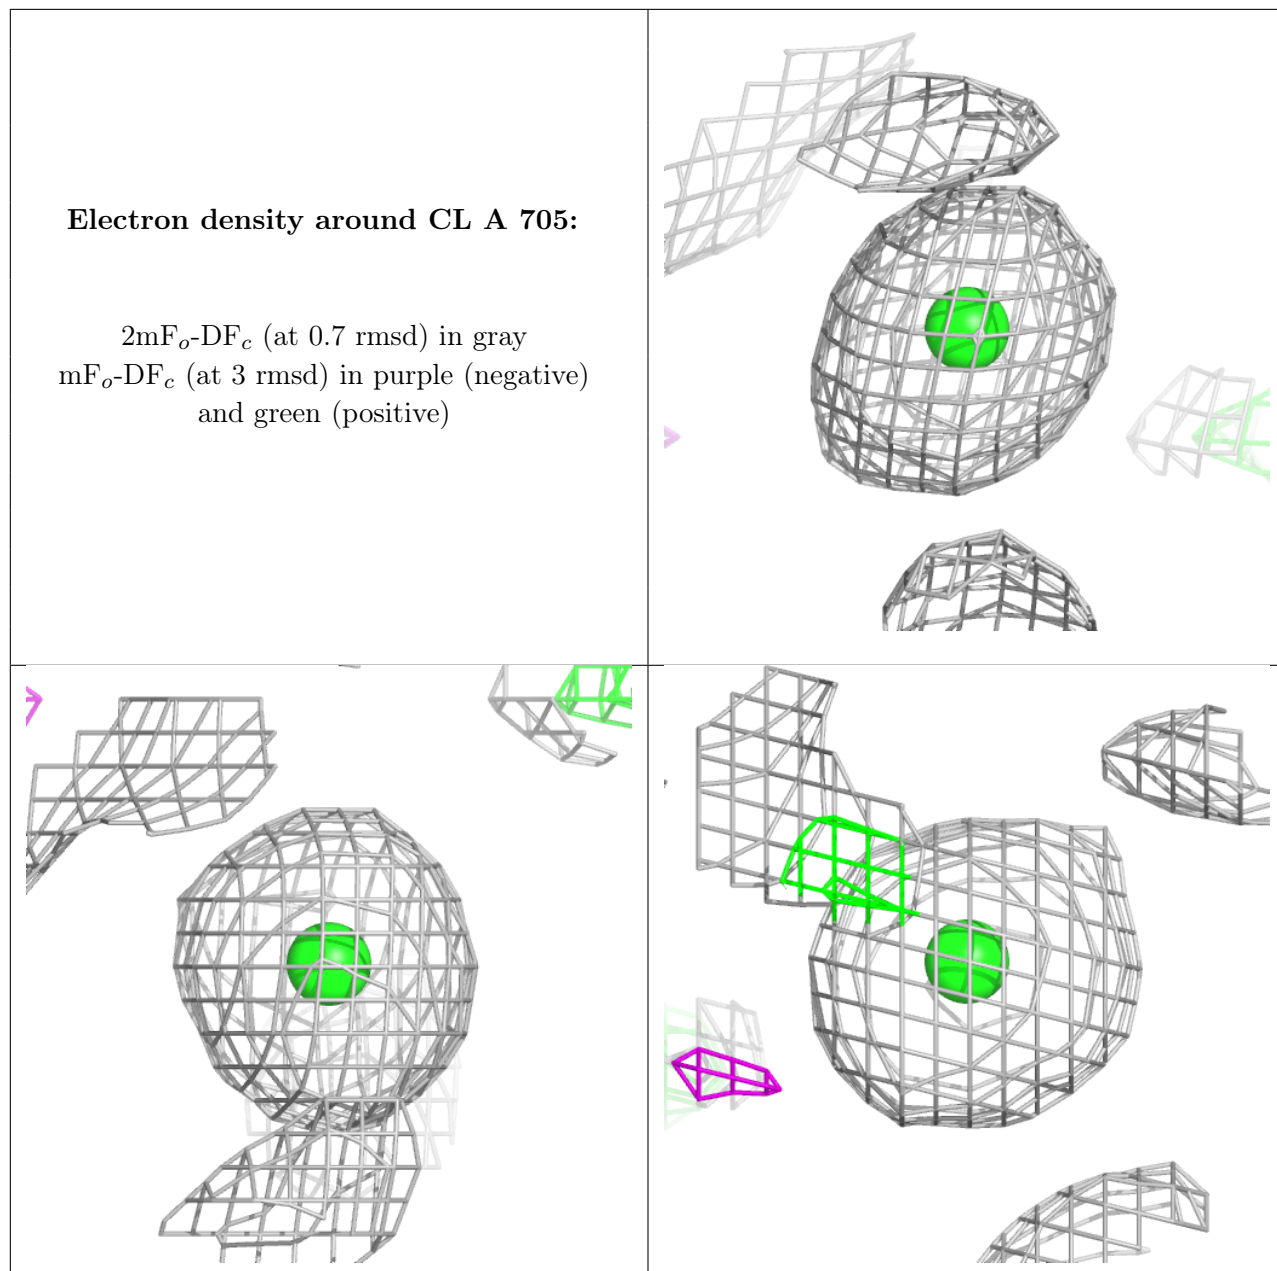 Electron density around CL A 705:
2mFₒ-DF𝒸 (at 0.7 rmsd) in gray
mFₒ-DF𝒸 (at 3 rmsd) in purple (negative)
and green (positive)